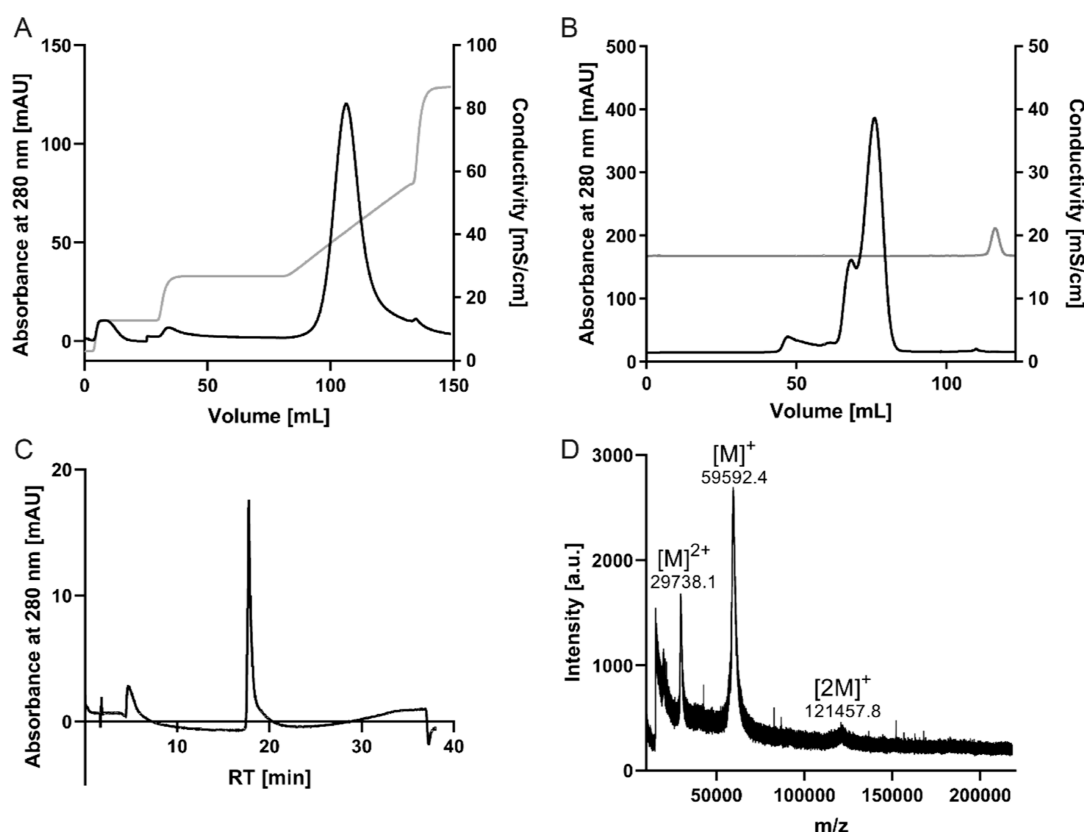 A
Absorbance at 280 nm [mAU]
150
100
50
0
0
50
100
150
Volume [mL]
100
80
60
40
20
0
Conductivity [mS/cm]
B
Absorbance at 280 nm [mAU]
500
400
300
200
100
0
0
50
100
Volume [mL]
50
40
30
20
10
0
Conductivity [mS/cm]
C
Absorbance at 280 nm [mAU]
20
10
0
10
20
30
40
RT [min]
D
Intensity [a.u.]
3000
2000
1000
0
[M]⁺
59592.4
[M]²⁺
29738.1
[2M]⁺
121457.8
50000
100000
150000
200000
m/z